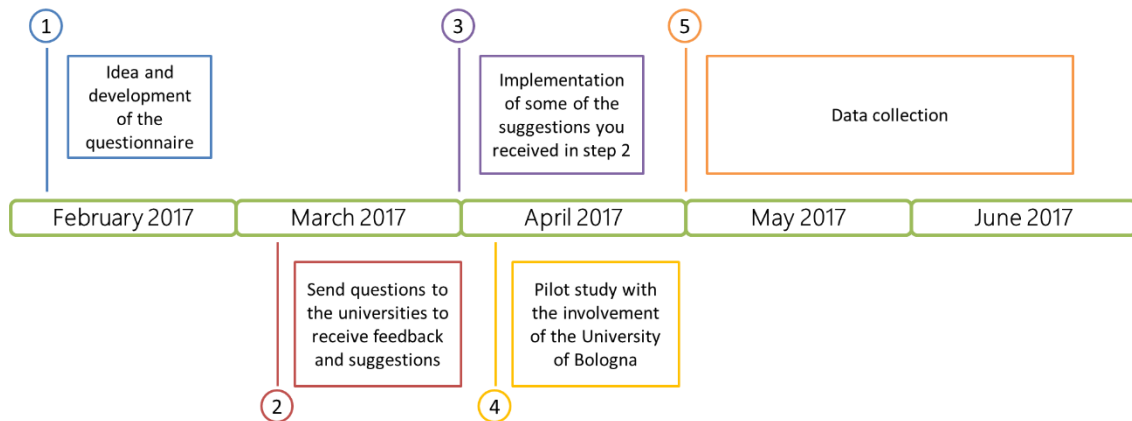 1
3
5
Idea and
development
of the
questionnaire
Implementation
of some of the
suggestions you
received in step 2
Data collection
February 2017
March 2017
April 2017
May 2017
June 2017
Send questions to
the universities to
receive feedback
and suggestions
Pilot study with
the involvement
of the University
of Bologna
2
4